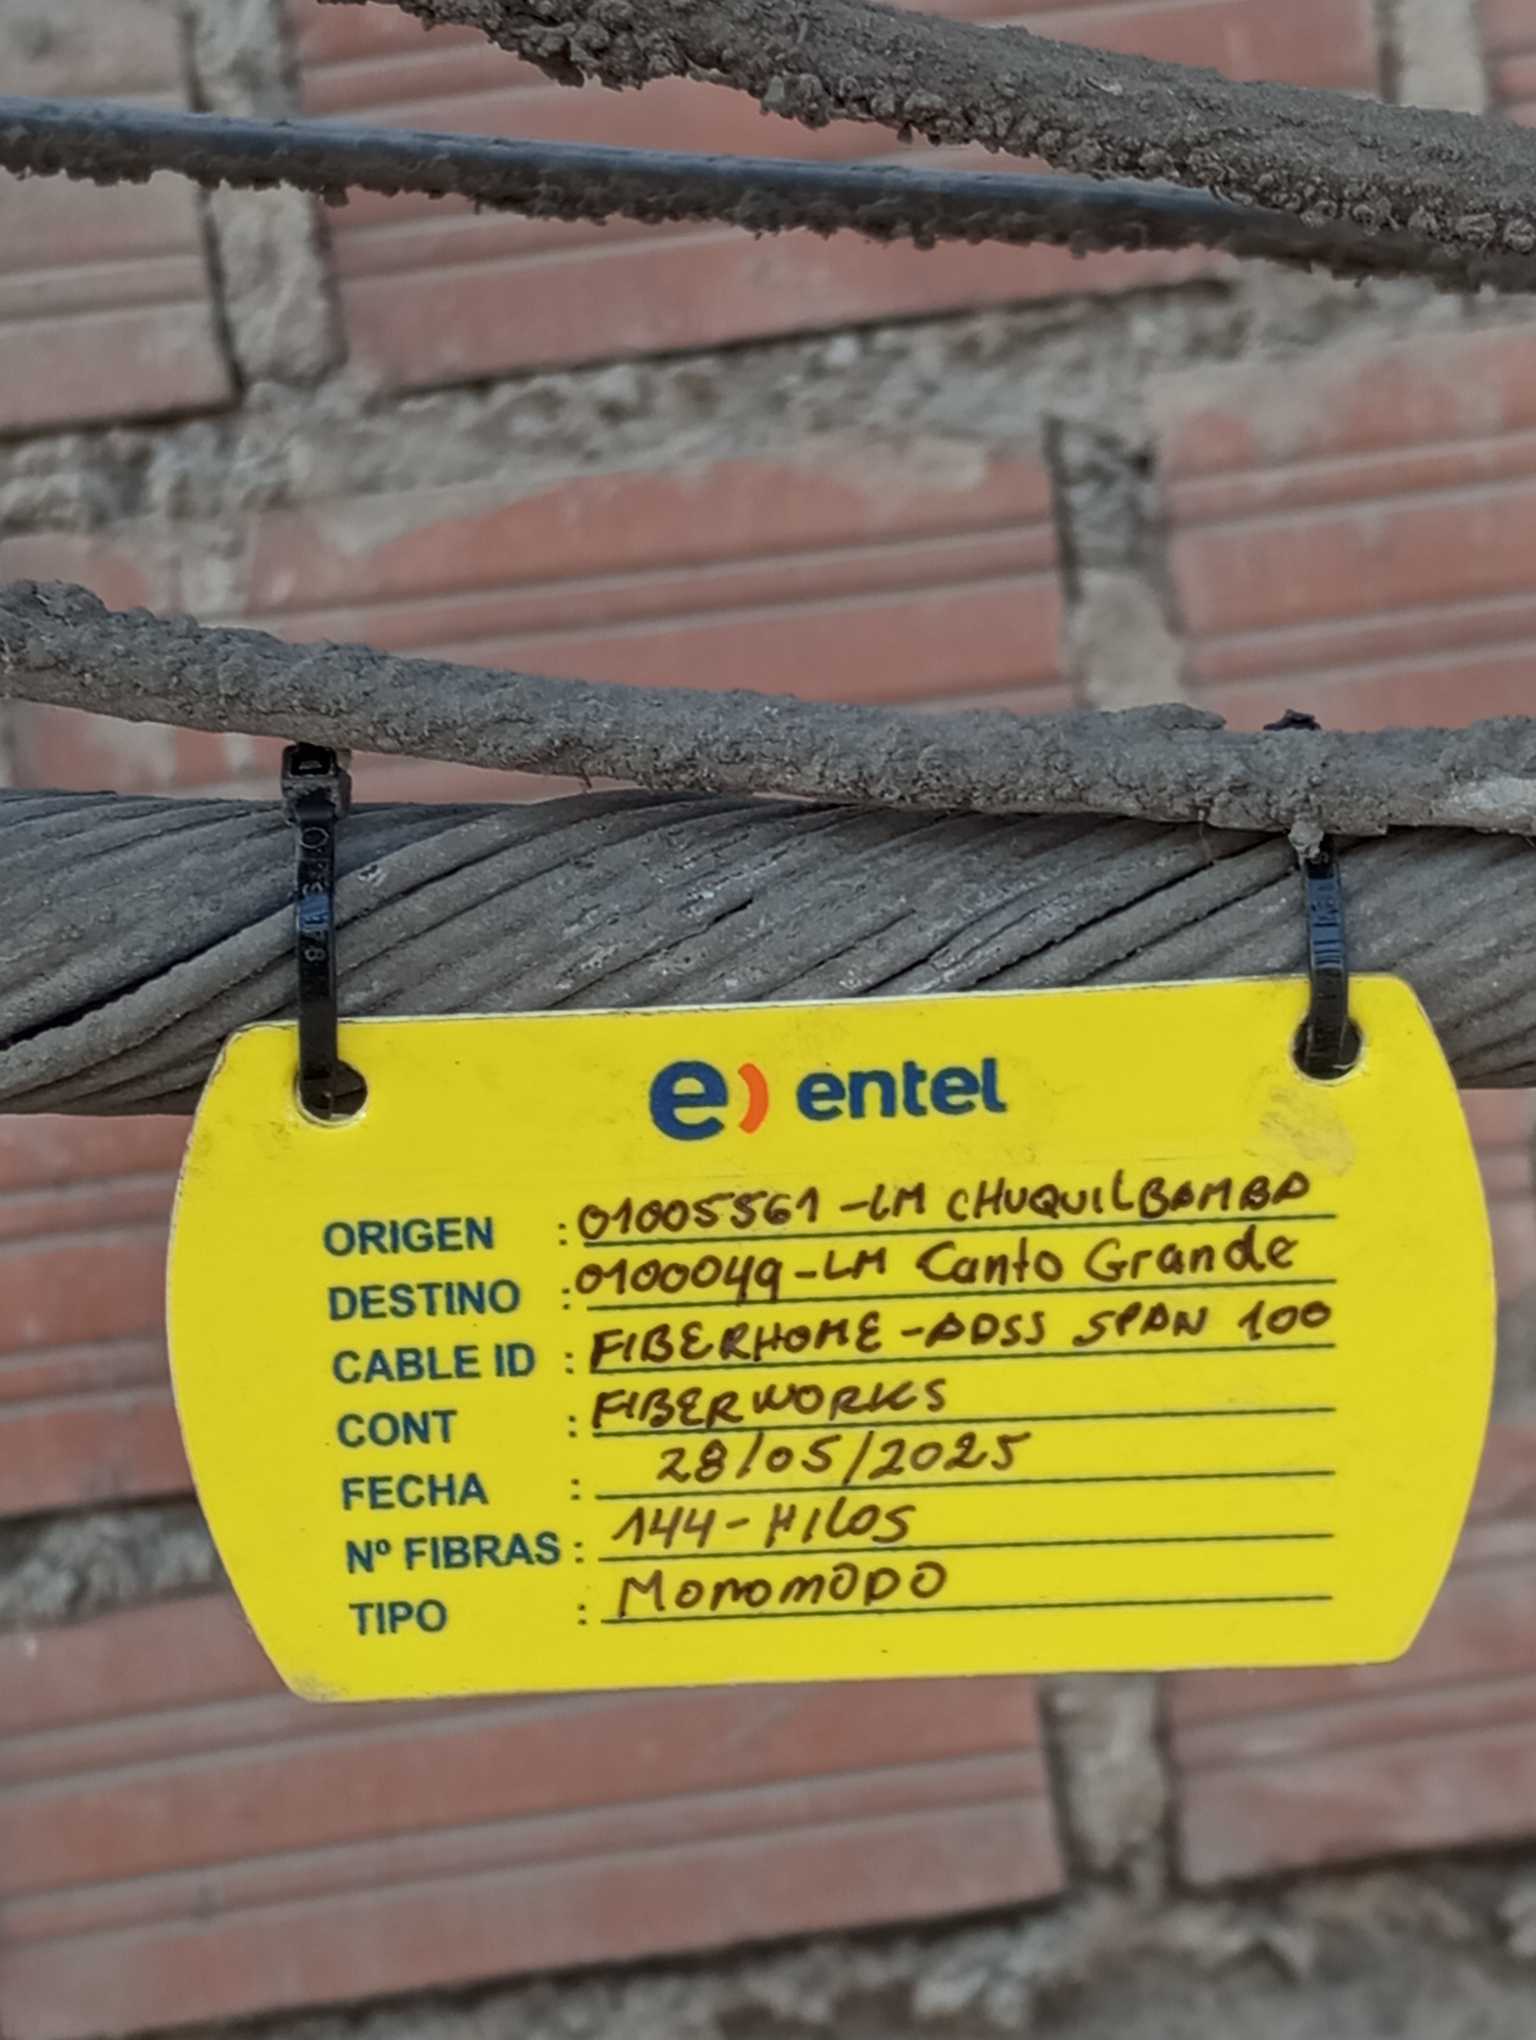 e) entel
ORIGEN : 01005561 - LM CHUQUILBAMBA
DESTINO : 0100049 - LM Canto Grande
CABLE ID : FIBERHOME - ADSS SPAN 100
CONT : FIBERWORKS
FECHA : 28/05/2025
Nº FIBRAS : 144 - HILOS
TIPO : MONOMODO